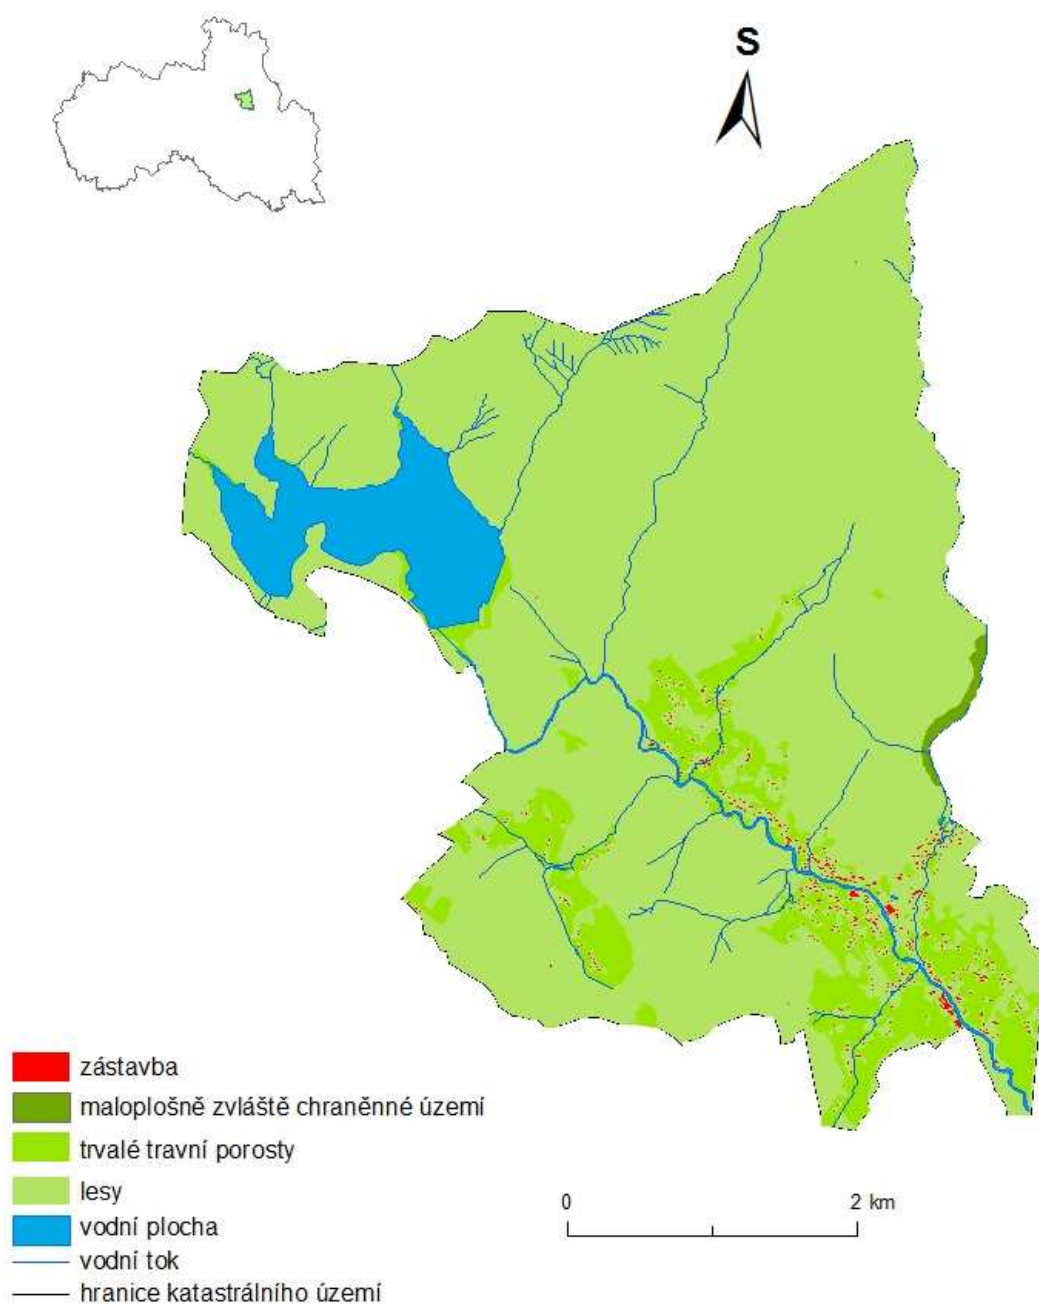 S
zástavba
maloplošně zvláště chraněnné území
trvalé travní porosty
lesy
vodní plocha
vodní tok
hranice katastrálního území
0 2 km